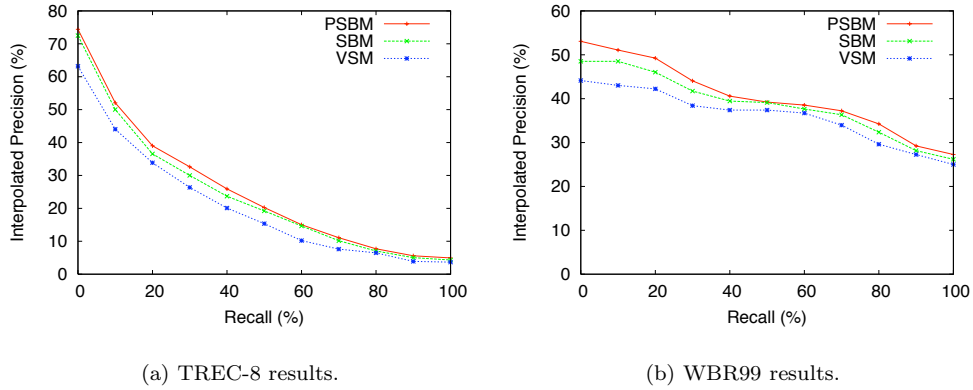 80
70
60
50
40
30
20
10
0
Interpolated Precision (%)
PSBM
SBM
VSM
0 20 40 60 80 100
Recall (%)
(a) TREC-8 results.
60
50
40
30
20
10
0
Interpolated Precision (%)
PSBM
SBM
VSM
0 20 40 60 80 100
Recall (%)
(b) WBR99 results.